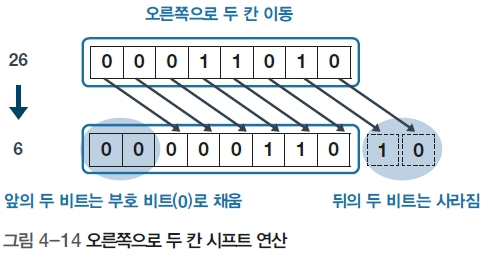 오른쪽으로 두 칸 이동
26 0 0 0 1 1 0 1 0
6 0 0 0 0 0 1 1 0 1 0
앞의 두 비트는 부호 비트(0)로 채움 뒤의 두 비트는 사라짐
그림 4-14 오른쪽으로 두 칸 시프트 연산